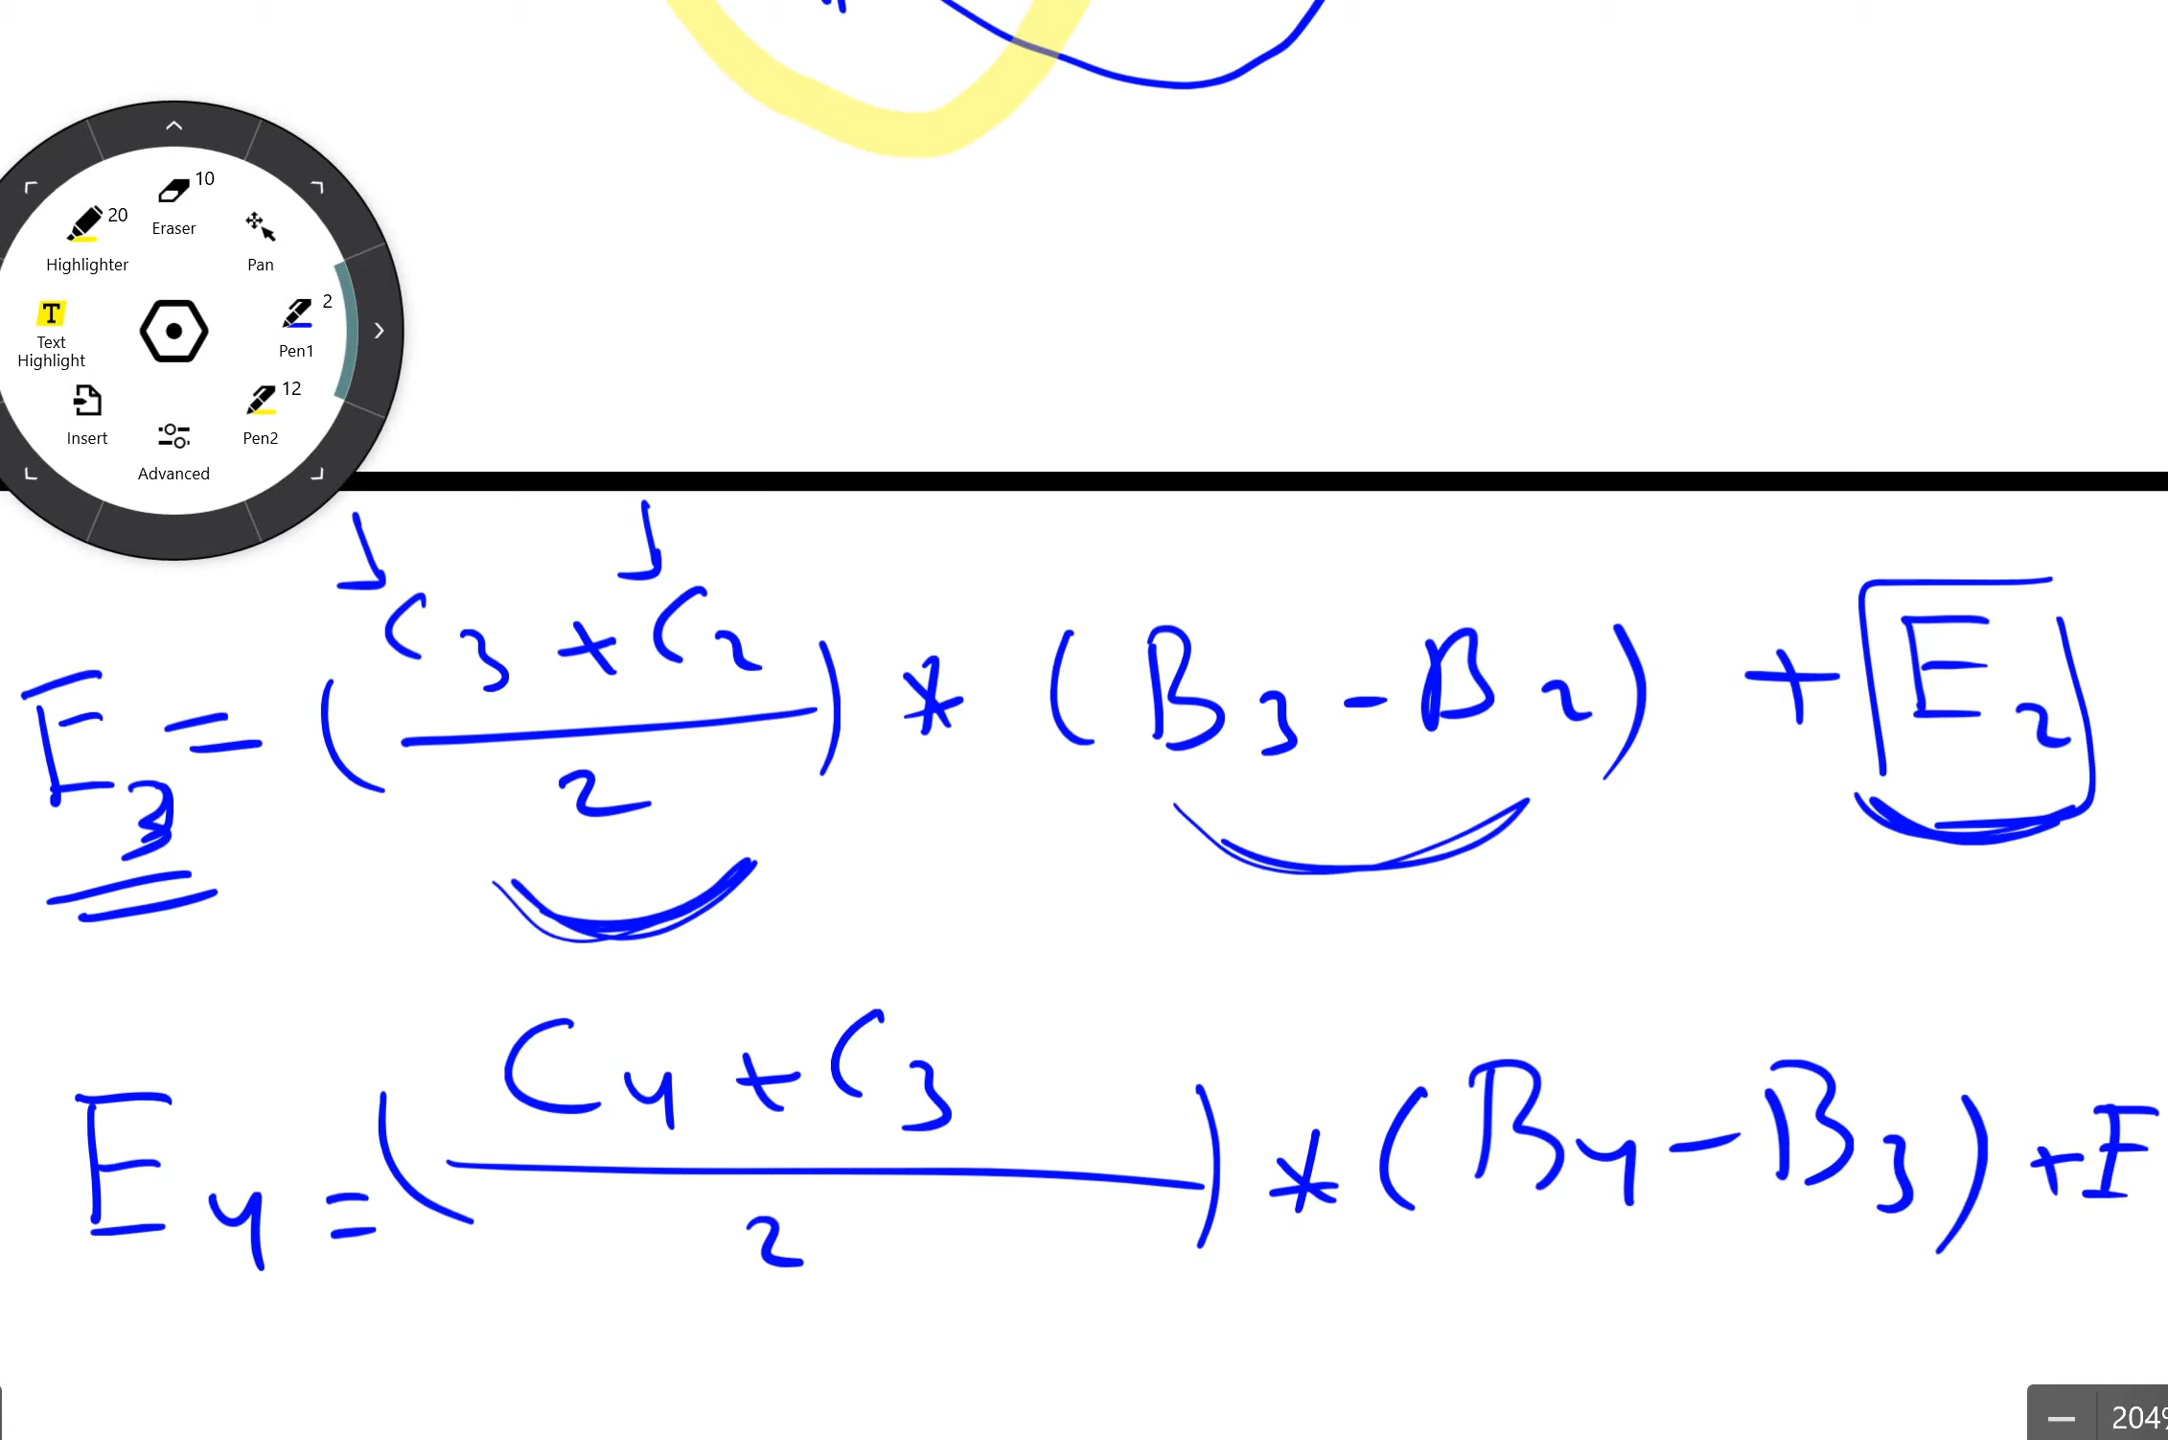 10
Eraser
20
Highlighter
Pan
T
Text
Highlight
2
Pen1
12
Pen2
Insert
Advanced
E3 = (C3 + C2 / 2) * (B3 - B2) + E2
E4 = (C4 + C3 / 2) * (B4 - B3) + E
204%